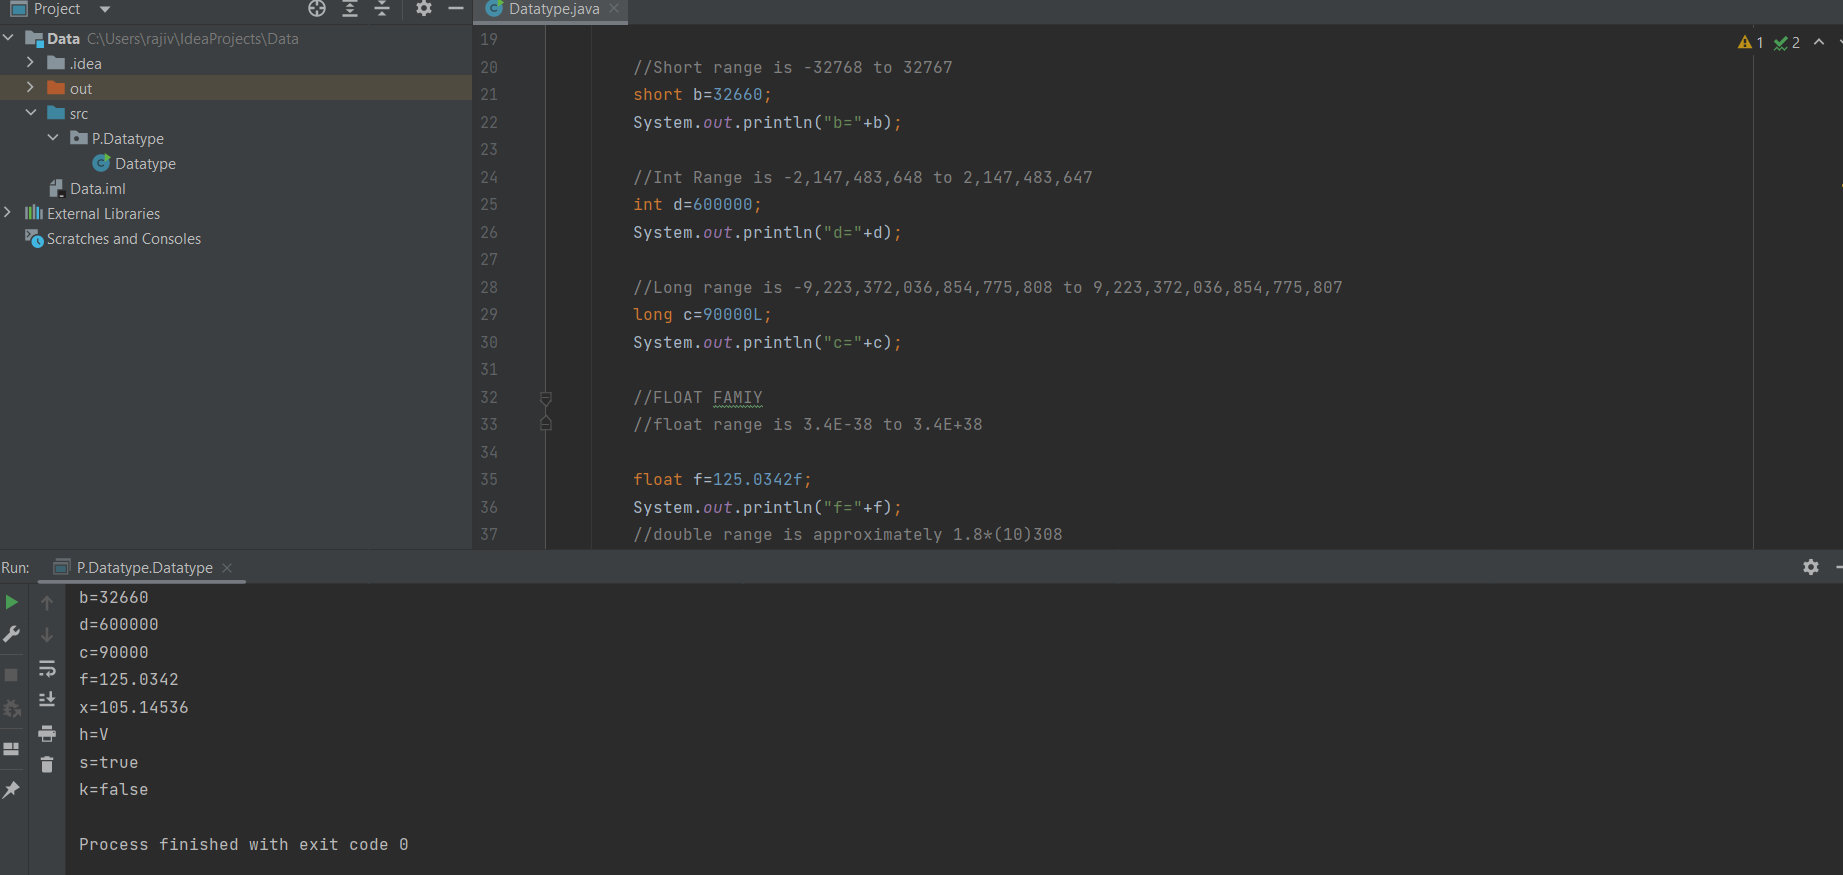 Project
Datatype.java
Data C:\Users\rajiv\IdeaProjects\Data
.idea
out
src
P.Datatype
Datatype
Data.iml
External Libraries
Scratches and Consoles
1 2
19
20 //Short range is -32768 to 32767
21 short b=32660;
22 System.out.println("b="+b);
23
24 //Int Range is -2,147,483,648 to 2,147,483,647
25 int d=600000;
26 System.out.println("d="+d);
27
28 //Long range is -9,223,372,036,854,775,808 to 9,223,372,036,854,775,807
29 long c=90000L;
30 System.out.println("c="+c);
31
32 //FLOAT FAMIY
33 //float range is 3.4E-38 to 3.4E+38
34
35 float f=125.0342f;
36 System.out.println("f="+f);
37 //double range is approximately 1.8*(10)308
Run: P.Datatype.Datatype
b=32660
d=600000
c=90000
f=125.0342
x=105.14536
h=V
s=true
k=false
Process finished with exit code 0